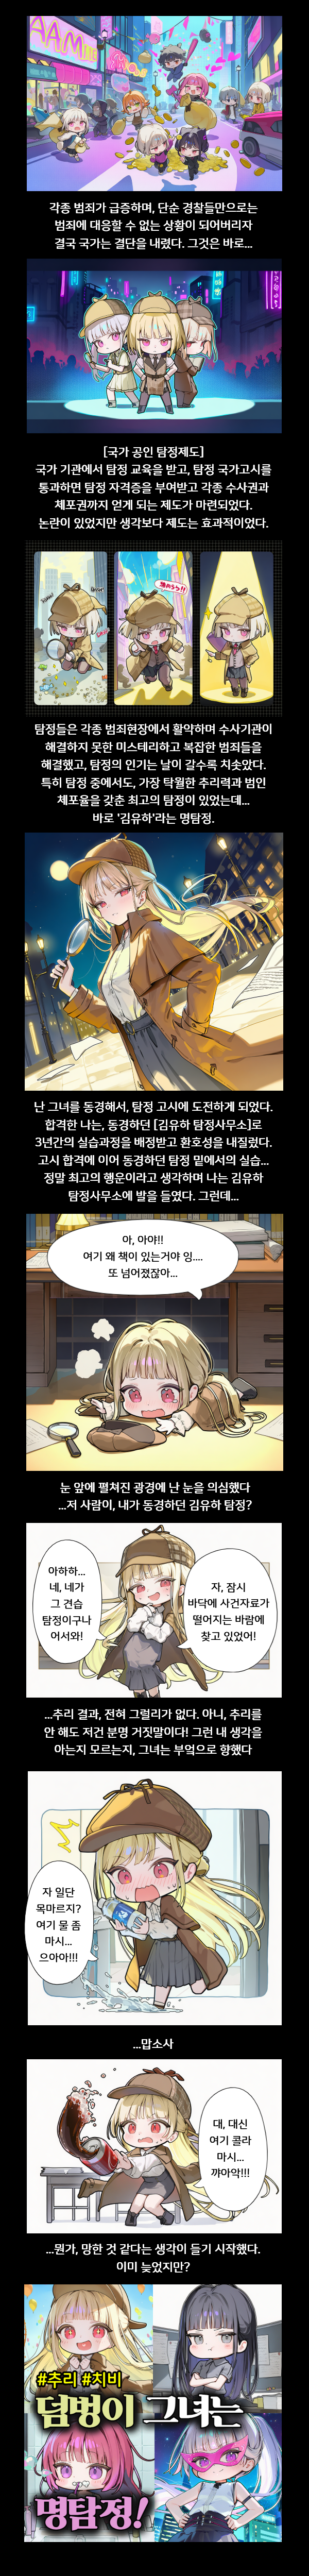 각종 범죄가 급증하며, 단순 경찰들만으로는
범죄에 대응할 수 없는 상황이 되어버리자
결국 국가는 결단을 내렸다. 그것은 바로...
[국가 공인 탐정제도]
국가 기관에서 탐정 교육을 받고, 탐정 국가고시를
통과하면 탐정 자격증을 부여받고 각종 수사권과
체포권까지 얻게 되는 제도가 마련되었다.
논란이 있었지만 생각보다 제도는 효과적이었다.
탐정들은 각종 범죄현장에서 활약하며 수사기관이
해결하지 못한 미스테리하고 복잡한 범죄들을
해결했고, 탐정의 인기는 날이 갈수록 치솟았다.
특히 탐정 중에서도, 가장 탁월한 추리력과 범인
체포율을 갖춘 최고의 탐정이 있었는데...
바로 '김유하'라는 명탐정.
난 그녀를 동경해서, 탐정 고시에 도전하게 되었다.
합격한 나는, 동경하던 [김유하 탐정사무소]로
3년간의 실습과정을 배정받고 환호성을 내질렀다.
고시 합격에 이어 동경하던 탐정 밑에서의 실습...
정말 최고의 행운이라고 생각하며 나는 김유하
탐정사무소에 발을 들였다. 그런데...
아, 아야!!
여기 왜 책이 있는거야 잉....
또 넘어졌잖아...
눈 앞에 펼쳐진 광경에 난 눈을 의심했다
...저 사람이, 내가 동경하던 김유하 탐정?
아하하...
네, 네가
그 견습
탐정이구나
어서와!
자, 잠시
바닥에 사건자료가
떨어지는 바람에
찾고 있었어!
...추리 결과, 전혀 그럴리가 없다. 아니, 추리를
안 해도 저건 분명 거짓말이다! 그런 내 생각을
아는지 모르는지, 그녀는 부엌으로 향했다
자 일단
목마르지?
여기 물 좀
마시...
으아아!!!
...맙소사
대, 대신
여기 콜라
마시...
꺄아악!!!
...뭔가, 망한 것 같다는 생각이 들기 시작했다.
이미 늦었지만?
#추리 #치비
덤벙이 그녀는
명탐정!